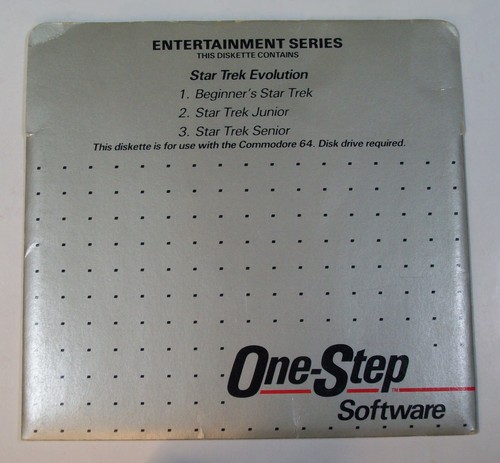 ENTERTAINMENT SERIES
THIS DISKETTE CONTAINS
Star Trek Evolution
1. Beginner's Star Trek
2. Star Trek Junior
3. Star Trek Senior
This diskette is for use with the Commodore 64. Disk drive required.
One-Step™
Software